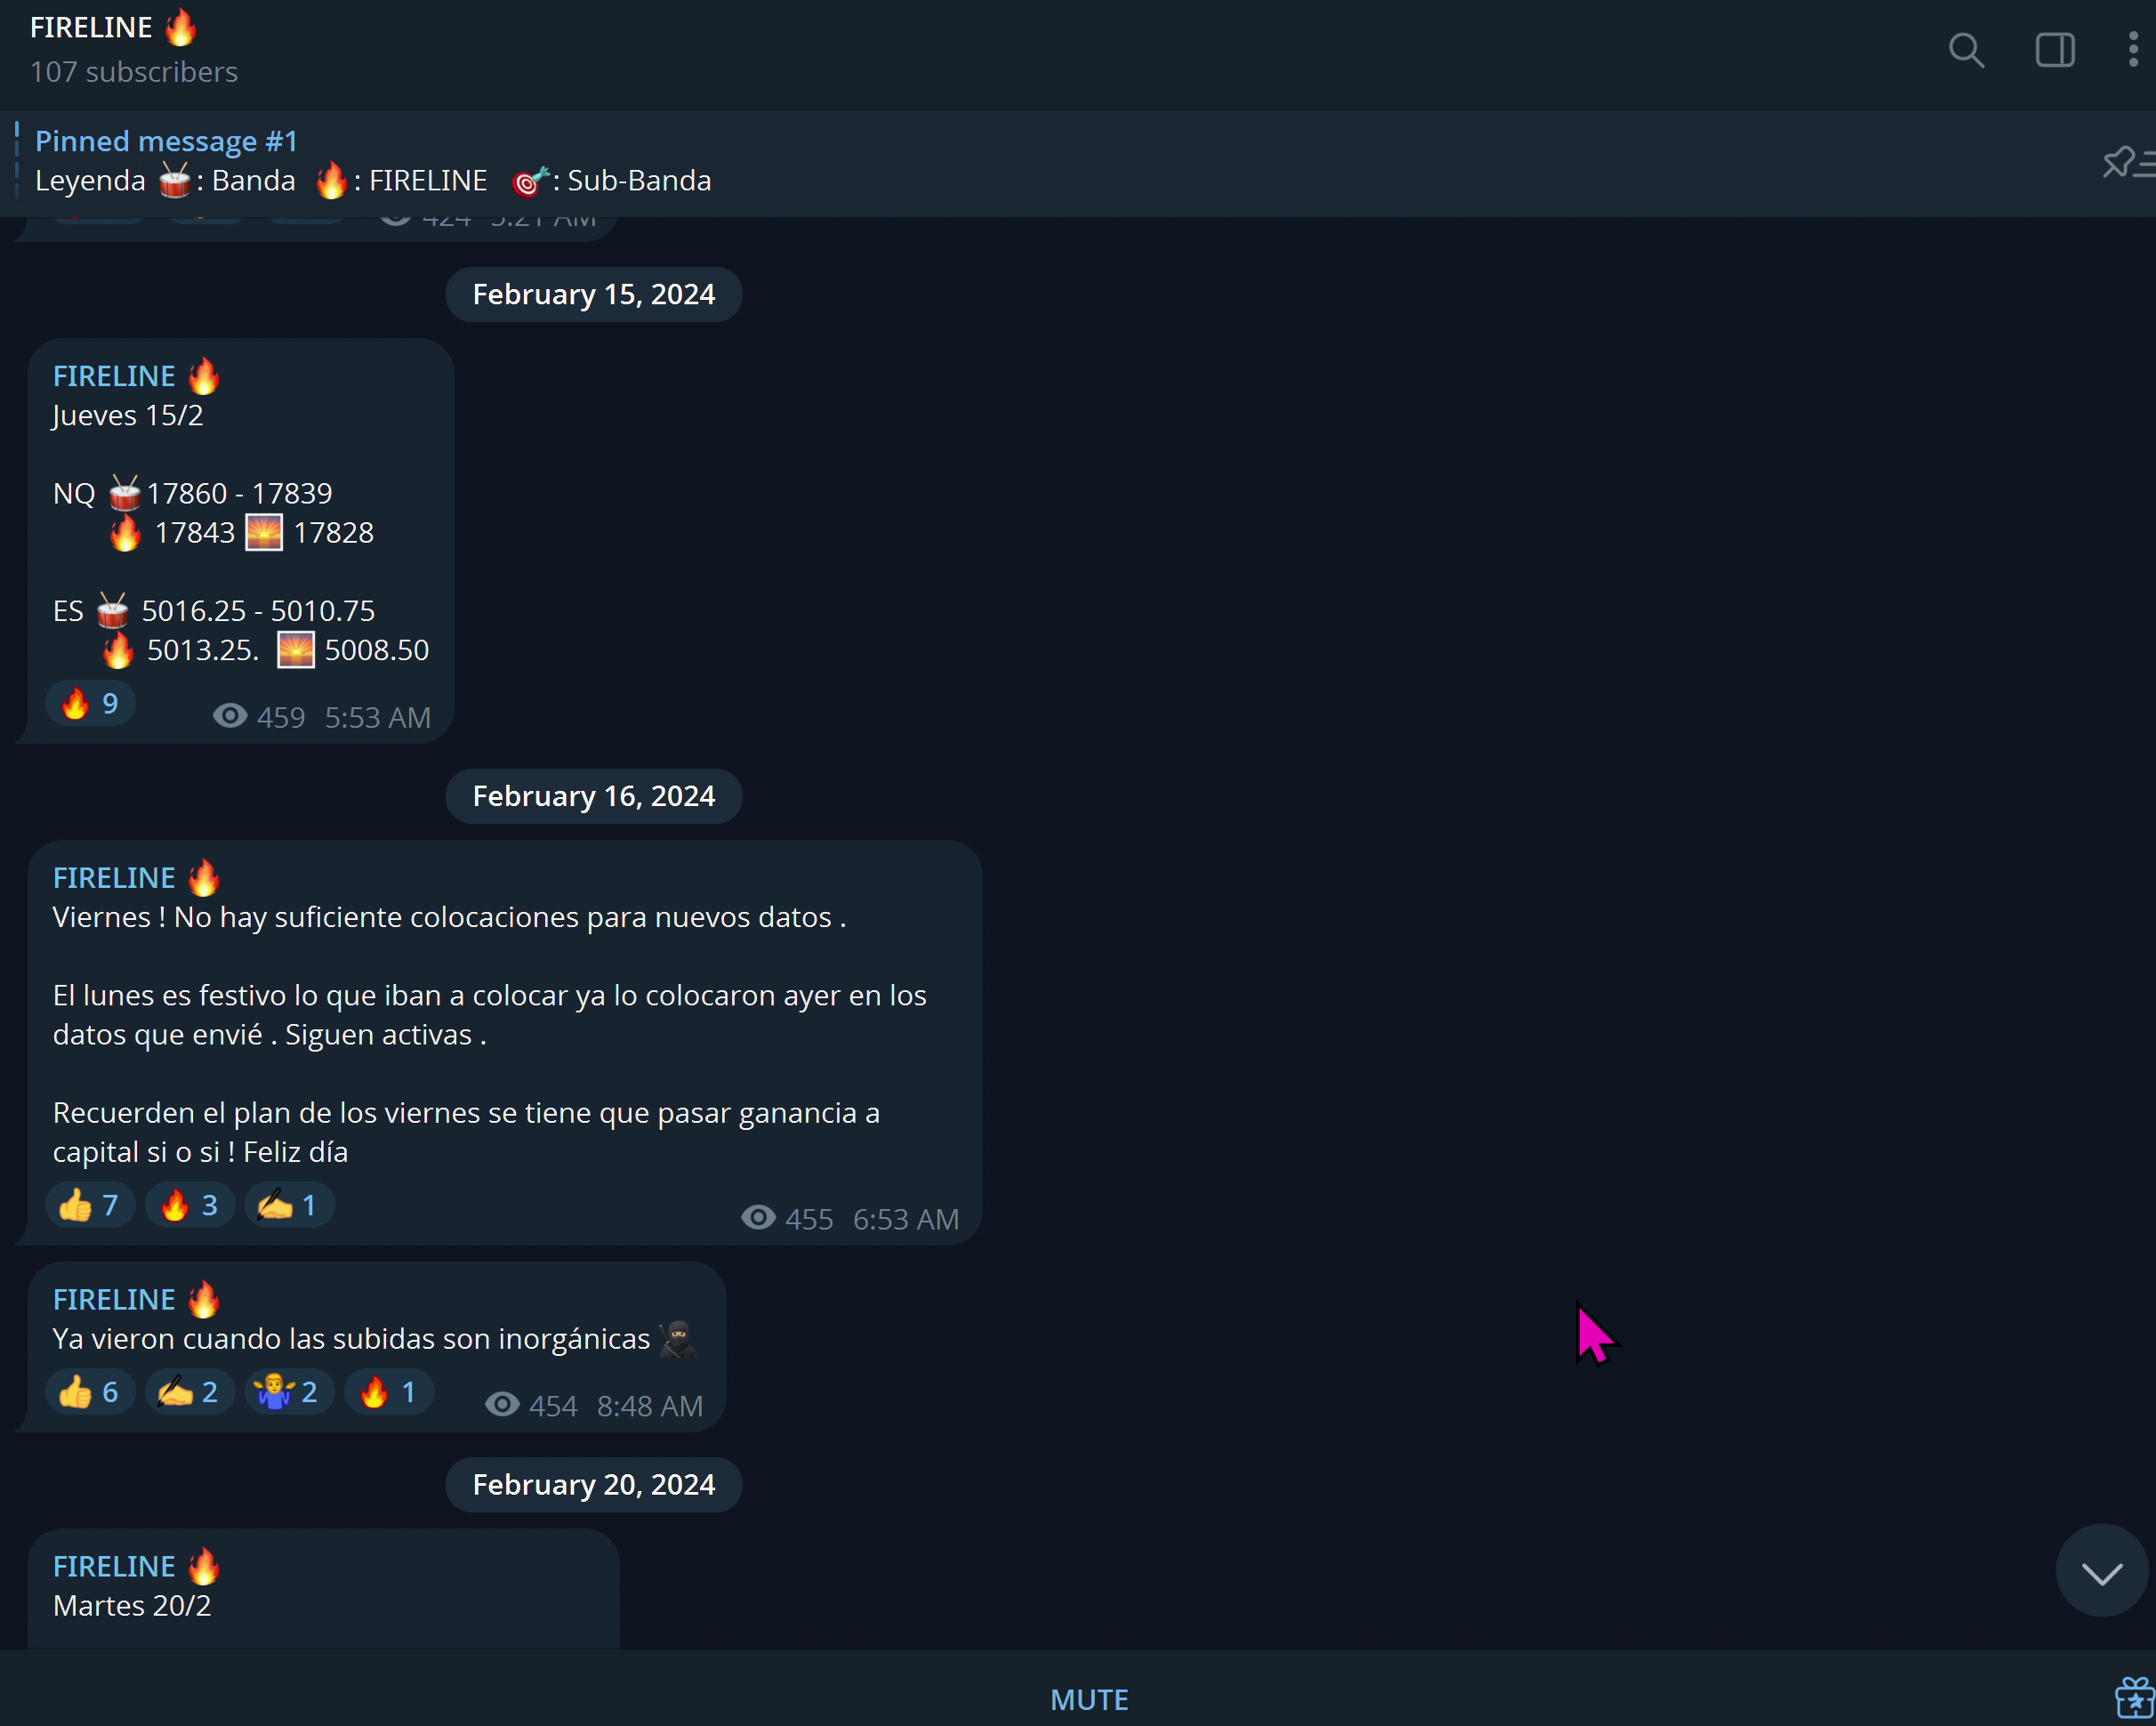 FIRELINE 🔥
107 subscribers
Pinned message #1
Leyenda 🥁: Banda 🔥: FIRELINE 🎯: Sub-Banda
424 5:21 AM
February 15, 2024
FIRELINE 🔥
Jueves 15/2
NQ 🥁17860 - 17839
🔥 17843 🌅 17828
ES 🥁 5016.25 - 5010.75
🔥 5013.25. 🌅 5008.50
🔥 9 459 5:53 AM
February 16, 2024
FIRELINE 🔥
Viernes ! No hay suficiente colocaciones para nuevos datos .
El lunes es festivo lo que iban a colocar ya lo colocaron ayer en los
datos que envié . Siguen activas .
Recuerden el plan de los viernes se tiene que pasar ganancia a
capital si o si ! Feliz día
👍 7 🔥 3 ✍️ 1 455 6:53 AM
FIRELINE 🔥
Ya vieron cuando las subidas son inorgánicas 🥷
👍 6 ✍️ 2 🤷‍♂️ 2 🔥 1 454 8:48 AM
February 20, 2024
FIRELINE 🔥
Martes 20/2
MUTE